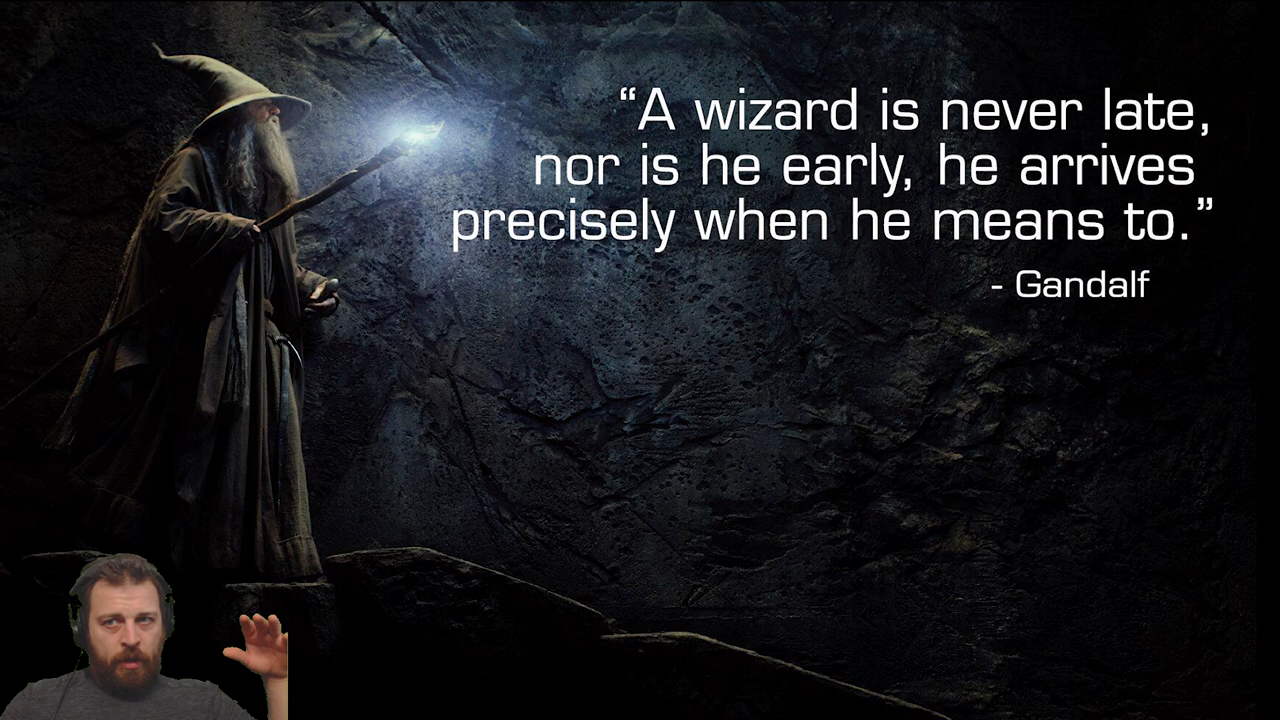 “A wizard is never late,
nor is he early, he arrives
precisely when he means to.”
- Gandalf